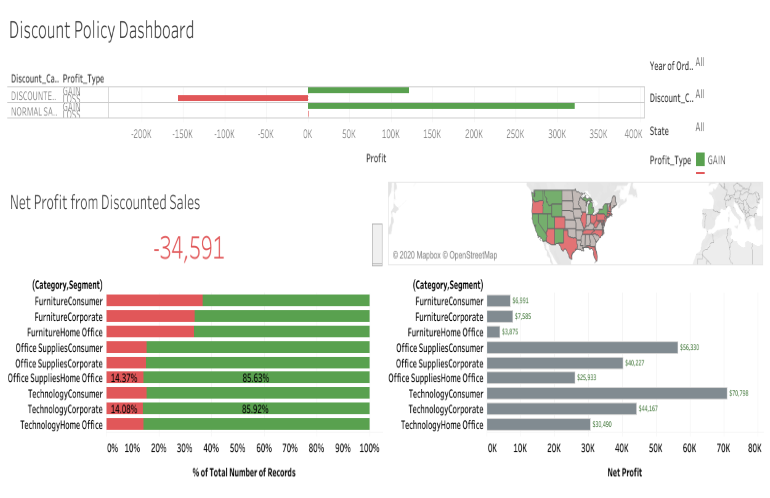 Discount Policy Dashboard
Year of Ord.. All
Discount_Ca.. Profit_Type
DISCOUNTE.. GAIN
LOSS
NORMAL SA.. GAIN
LOSS
Discount_C.. All
-200K -150K -100K -50K 0K 50K 100K 150K 200K 250K 300K 350K 400K
State All
Profit
Profit_Type GAIN
Net Profit from Discounted Sales
-34,591
© 2020 Mapbox © OpenStreetMap
(Category,Segment)
FurnitureConsumer
FurnitureCorporate
FurnitureHome Office
Office SuppliesConsumer
Office SuppliesCorporate
Office SuppliesHome Office 14.37% 85.63%
TechnologyConsumer
TechnologyCorporate 14.08% 85.92%
TechnologyHome Office
0% 10% 20% 30% 40% 50% 60% 70% 80% 90% 100%
% of Total Number of Records
(Category,Segment)
FurnitureConsumer $6,991
FurnitureCorporate $7,585
FurnitureHome Office $3,875
Office SuppliesConsumer $56,330
Office SuppliesCorporate $40,227
Office SuppliesHome Office $25,933
TechnologyConsumer $70,798
TechnologyCorporate $44,167
TechnologyHome Office $30,490
0K 10K 20K 30K 40K 50K 60K 70K 80K
Net Profit